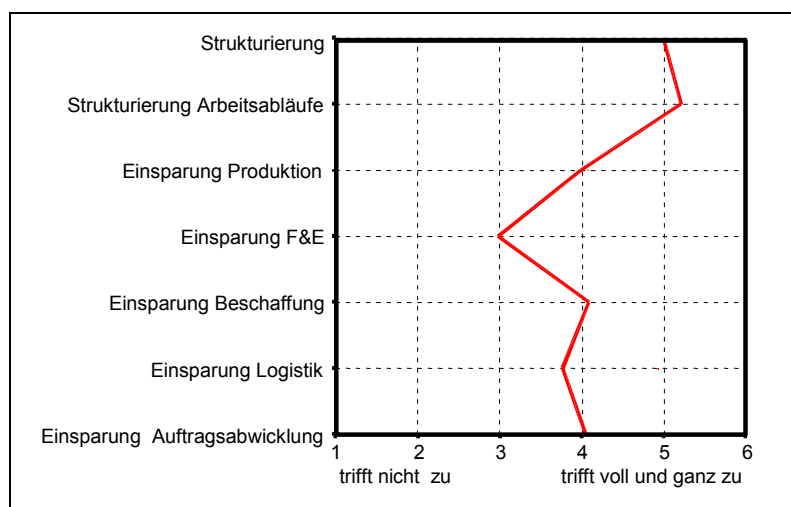 Strukturierung
Strukturierung Arbeitsabläufe
Einsparung Produktion
Einsparung F&E
Einsparung Beschaffung
Einsparung Logistik
Einsparung Auftragsabwicklung
1 2 3 4 5 6
trifft nicht zu trifft voll und ganz zu